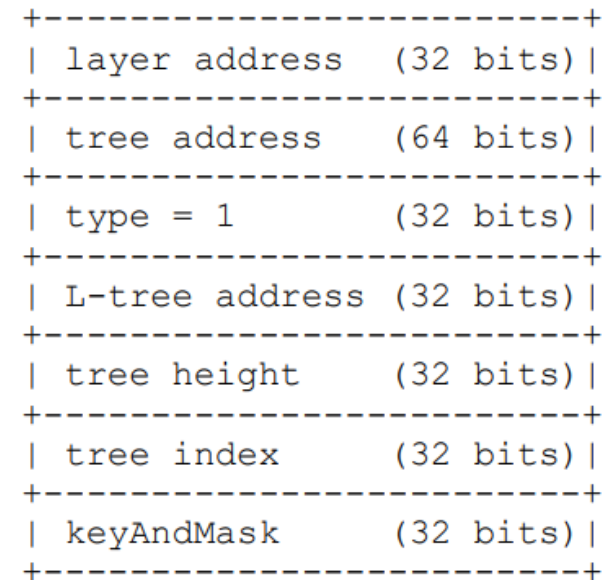 +-------------------------+
| layer address  (32 bits)|
+-------------------------+
| tree address   (64 bits)|
+-------------------------+
| type = 1       (32 bits)|
+-------------------------+
| L-tree address (32 bits)|
+-------------------------+
| tree height    (32 bits)|
+-------------------------+
| tree index     (32 bits)|
+-------------------------+
| keyAndMask     (32 bits)|
+-------------------------+